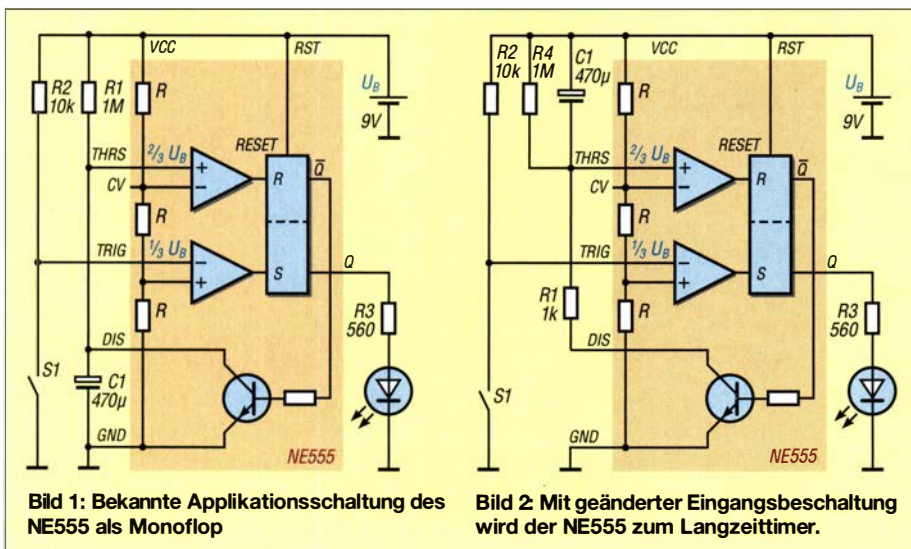 VCC
RST
R2
10k
R1
1M
R
U_B
9V
RESET
THRS
⅔ U_B
+
–
R
Q̄
CV
R
TRIG
⅓ U_B
–
+
S
Q
R
R3
560
DIS
S1
C1
470µ
GND
NE555
Bild 1: Bekannte Applikationsschaltung des
NE555 als Monoflop
VCC
RST
R2
10k
R4
1M
C1
470µ
R
U_B
9V
RESET
THRS
⅔ U_B
+
–
R
Q̄
CV
R
TRIG
⅓ U_B
–
+
S
Q
R1
1k
R
R3
560
DIS
S1
GND
NE555
Bild 2: Mit geänderter Eingangsbeschaltung
wird der NE555 zum Langzeittimer.